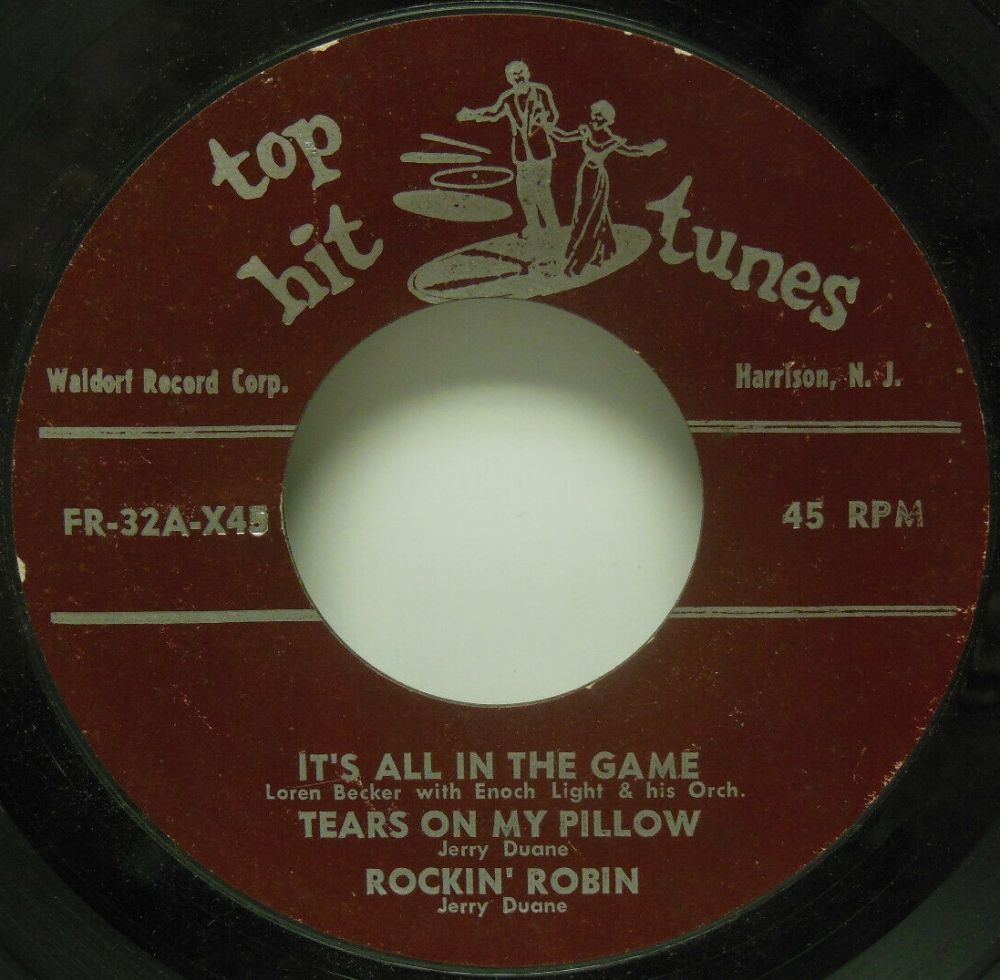 top
hit tunes
Waldorf Record Corp. Harrison, N. J.
FR-32A-X45 45 RPM
IT'S ALL IN THE GAME
Loren Becker with Enoch Light & his Orch.
TEARS ON MY PILLOW
Jerry Duane
ROCKIN' ROBIN
Jerry Duane